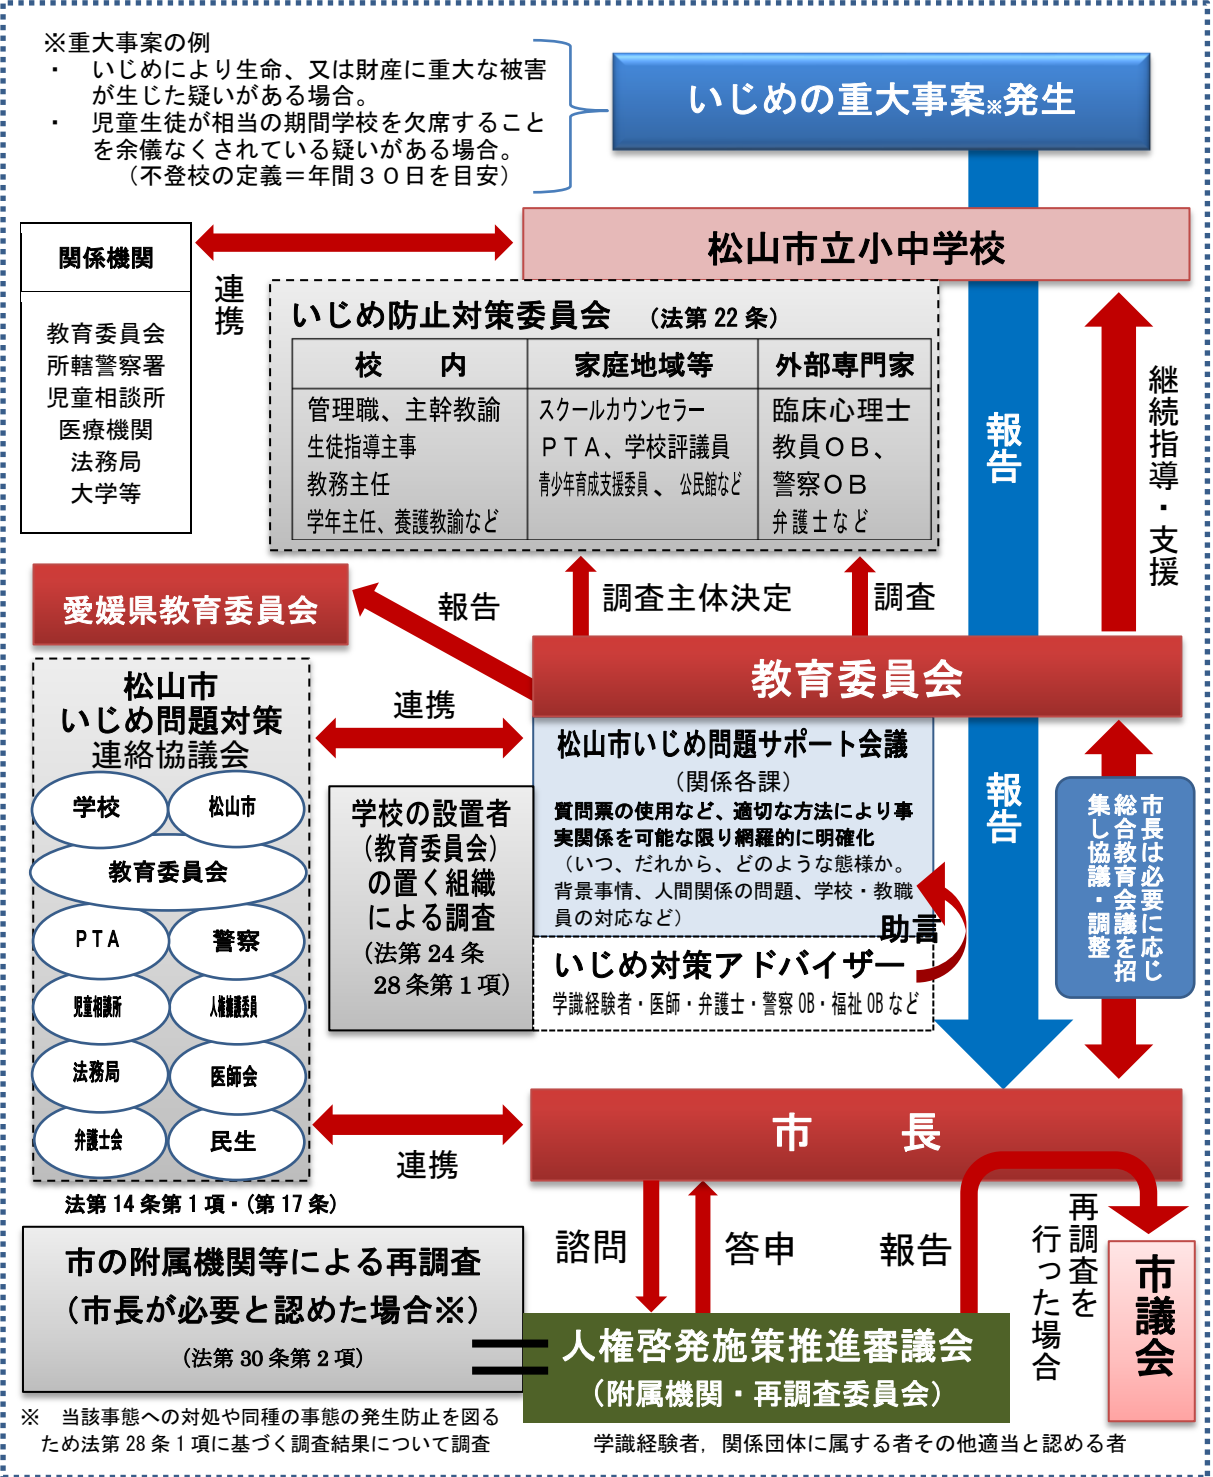 ※重大事案の例
・ いじめにより生命、又は財産に重大な被害
が生じた疑いがある場合。
・ 児童生徒が相当の期間学校を欠席すること
を余儀なくされている疑いがある場合。
（不登校の定義＝年間３０日を目安）
いじめの重大事案※発生
松山市立小中学校
関係機関
教育委員会
所轄警察署
児童相談所
医療機関
法務局
大学等
連携
いじめ防止対策委員会 （法第 22 条）
校 内 家庭地域等 外部専門家
管理職、主幹教諭
生徒指導主事
教務主任
学年主任、養護教諭など
スクールカウンセラー
ＰＴＡ、学校評議員
青少年育成支援委員 、 公民館など
臨床心理士
教員ＯＢ、
警察ＯＢ
弁護士など
報告
継続指導・支援
愛媛県教育委員会
報告
調査主体決定
調査
教育委員会
松山市
いじめ問題対策
連絡協議会
学校
松山市
教育委員会
ＰＴＡ
警察
児童相談所
人権擁護委員
法務局
医師会
弁護士会
民生
法第 14 条第１項・（第 17 条）
連携
学校の設置者
（教育委員会）
の置く組織
による調査
（法第 24 条
28 条第１項）
松山市いじめ問題サポート会議
（関係各課）
質問票の使用など、適切な方法により事
実関係を可能な限り網羅的に明確化
（いつ、だれから、どのような態様か。
背景事情、人間関係の問題、学校・教職
員の対応など）
助言
いじめ対策アドバイザー
学識経験者・医師・弁護士・警察 OB・福祉 OB など
報告
市長は必要に応じ
総合教育会議を招
集し協議・調整
市 長
連携
諮問
答申
報告
再調査を
行った場合
市議会
市の附属機関等による再調査
（市長が必要と認めた場合※）
（法第 30 条第２項）
人権啓発施策推進審議会
（附属機関・再調査委員会）
※ 当該事態への対処や同種の事態の発生防止を図る
ため法第 28 条１項に基づく調査結果について調査
学識経験者，関係団体に属する者その他適当と認める者